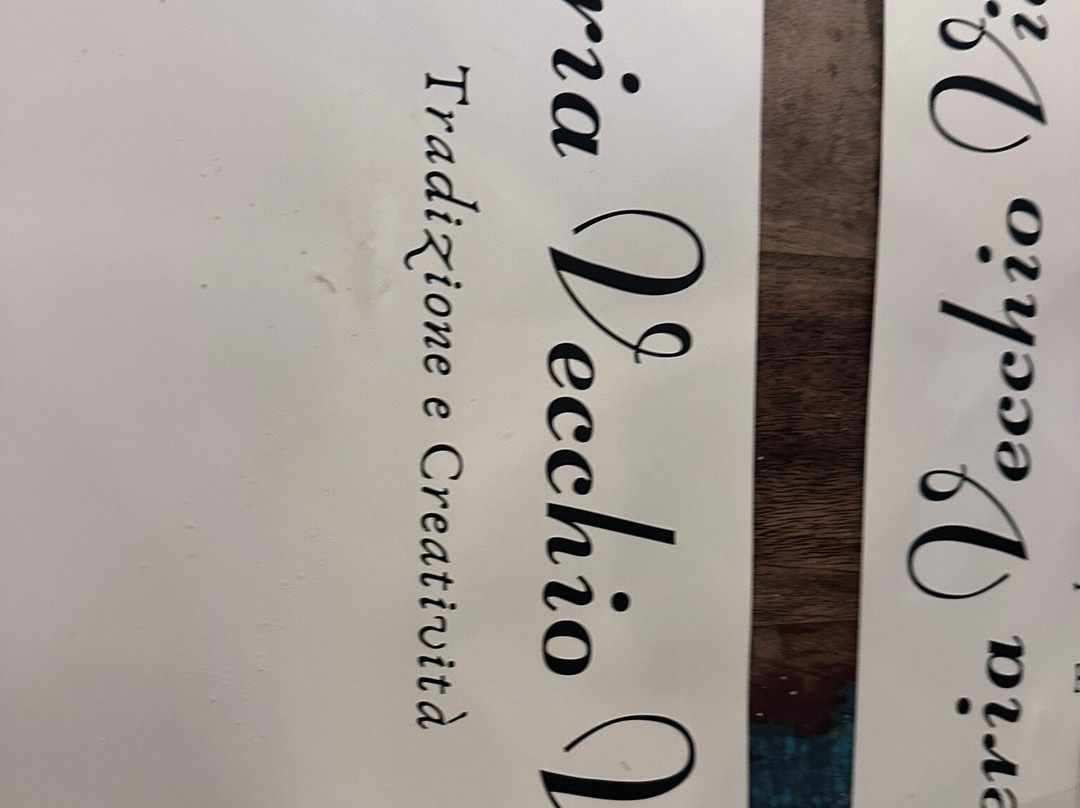 ria Vecchio V
Tradizione e Creatività
eria Vecchio Vi